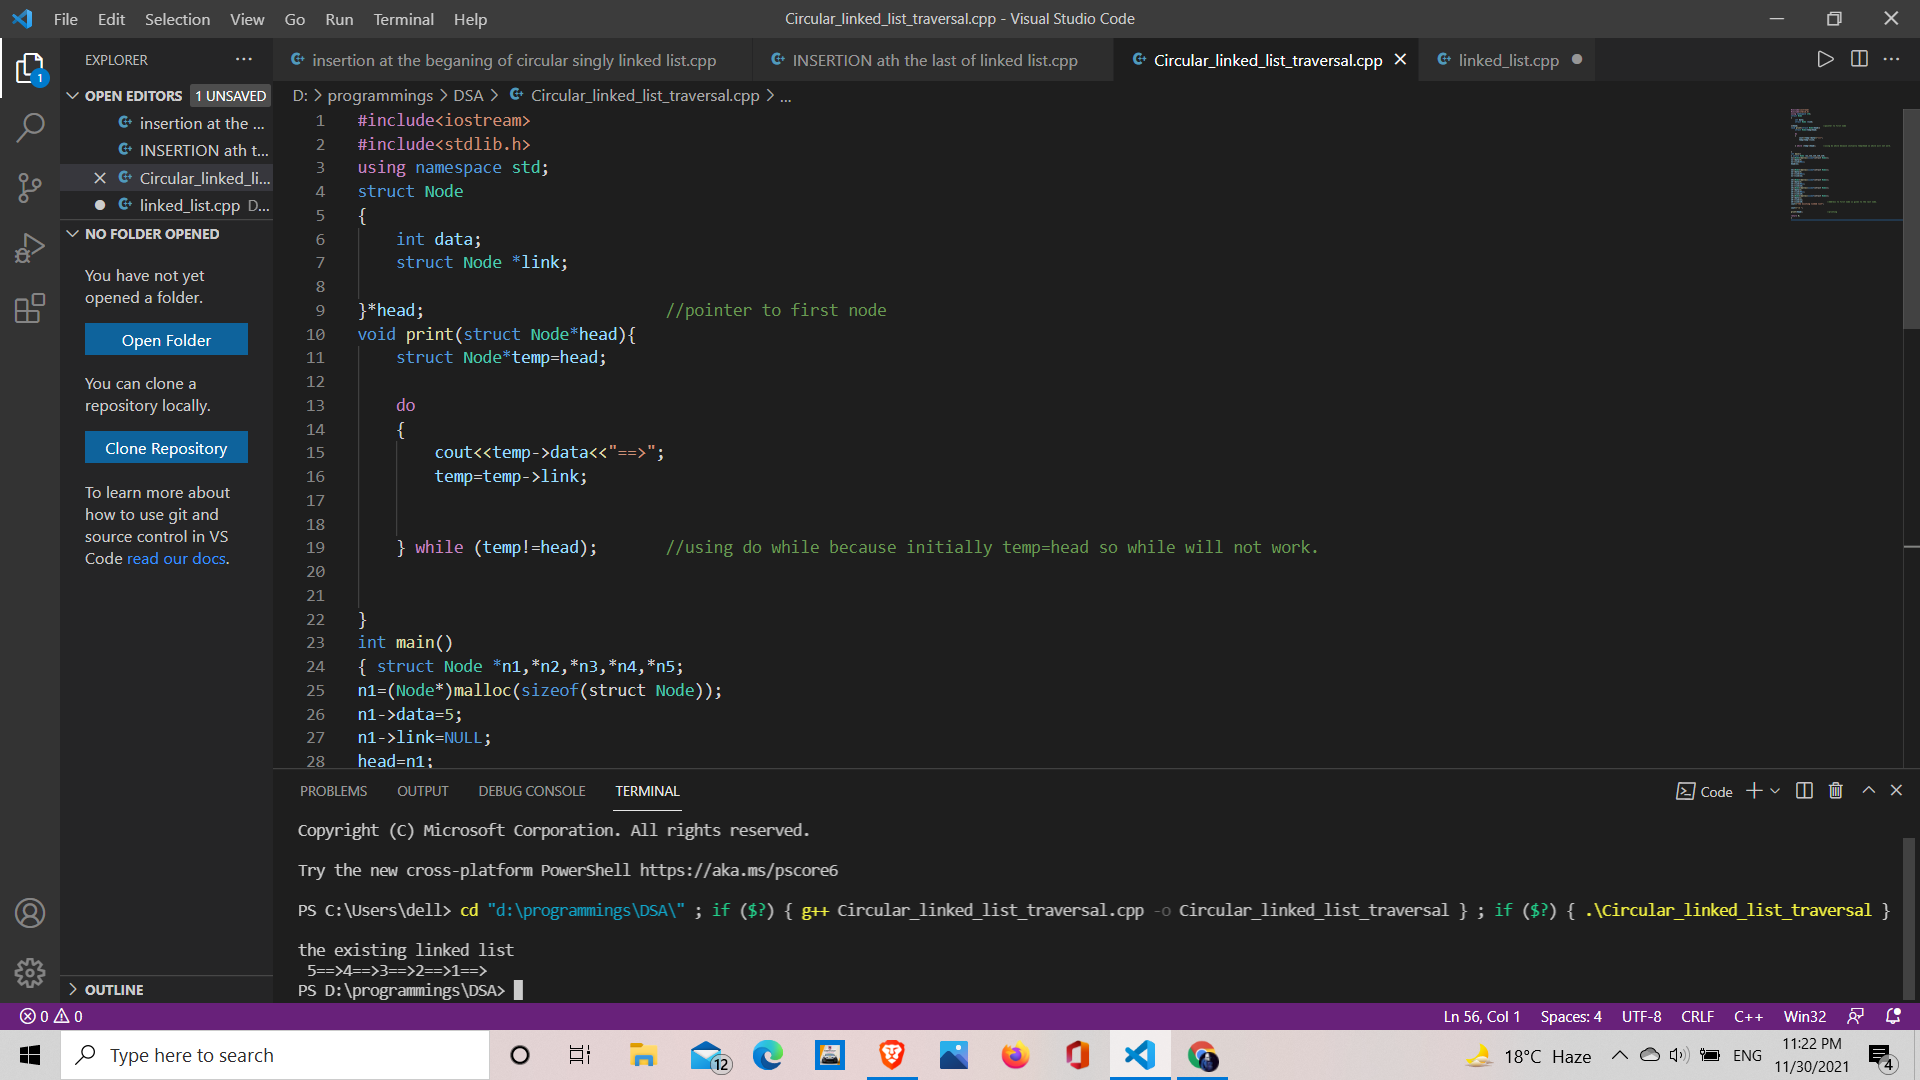 File Edit Selection View Go Run Terminal Help
Circular_linked_list_traversal.cpp - Visual Studio Code
EXPLORER
insertion at the beganing of circular singly linked list.cpp
INSERTION ath the last of linked list.cpp
Circular_linked_list_traversal.cpp
linked_list.cpp
1
OPEN EDITORS 1 UNSAVED
insertion at the ...
INSERTION ath t...
Circular_linked_li...
linked_list.cpp D...
NO FOLDER OPENED
You have not yet
opened a folder.
Open Folder
You can clone a
repository locally.
Clone Repository
To learn more about
how to use git and
source control in VS
Code read our docs.
OUTLINE
D: > programmings > DSA > Circular_linked_list_traversal.cpp > ...
1 #include<iostream>
2 #include<stdlib.h>
3 using namespace std;
4 struct Node
5 {
6 int data;
7 struct Node *link;
8
9 }*head; //pointer to first node
10 void print(struct Node*head){
11 struct Node*temp=head;
12
13 do
14 {
15 cout<<temp->data<<"==>";
16 temp=temp->link;
17
18
19 } while (temp!=head); //using do while because initially temp=head so while will not work.
20
21
22 }
23 int main()
24 { struct Node *n1,*n2,*n3,*n4,*n5;
25 n1=(Node*)malloc(sizeof(struct Node));
26 n1->data=5;
27 n1->link=NULL;
28 head=n1;
PROBLEMS OUTPUT DEBUG CONSOLE TERMINAL
Code
Copyright (C) Microsoft Corporation. All rights reserved.
Try the new cross-platform PowerShell https://aka.ms/pscore6
PS C:\Users\dell> cd "d:\programmings\DSA\" ; if ($?) { g++ Circular_linked_list_traversal.cpp -o Circular_linked_list_traversal } ; if ($?) { .\Circular_linked_list_traversal }
the existing linked list
5==>4==>3==>2==>1==>
PS D:\programmings\DSA>
0 0
Ln 56, Col 1 Spaces: 4 UTF-8 CRLF C++ Win32
Type here to search
12
18°C Haze
ENG
11:22 PM
11/30/2021
4